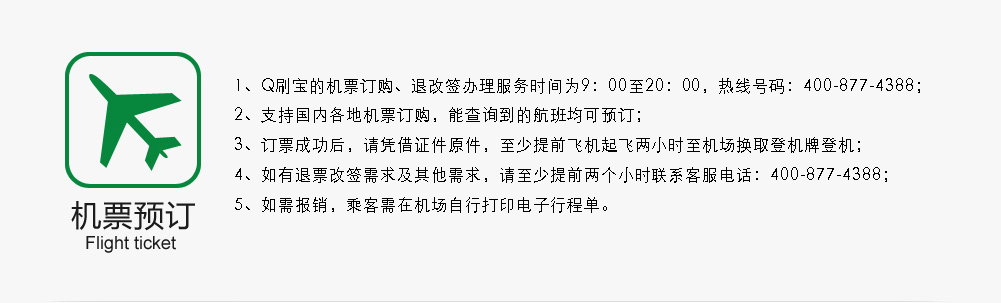 1、Q刷宝的机票订购、退改签办理服务时间为9：00至20：00，热线号码：400-877-4388；
2、支持国内各地机票订购，能查询到的航班均可预订；
3、订票成功后，请凭借证件原件，至少提前飞机起飞两小时至机场换取登机牌登机；
4、如有退票改签需求及其他需求，请至少提前两个小时联系客服电话：400-877-4388；
5、如需报销，乘客需在机场自行打印电子行程单。
机票预订
Flight ticket